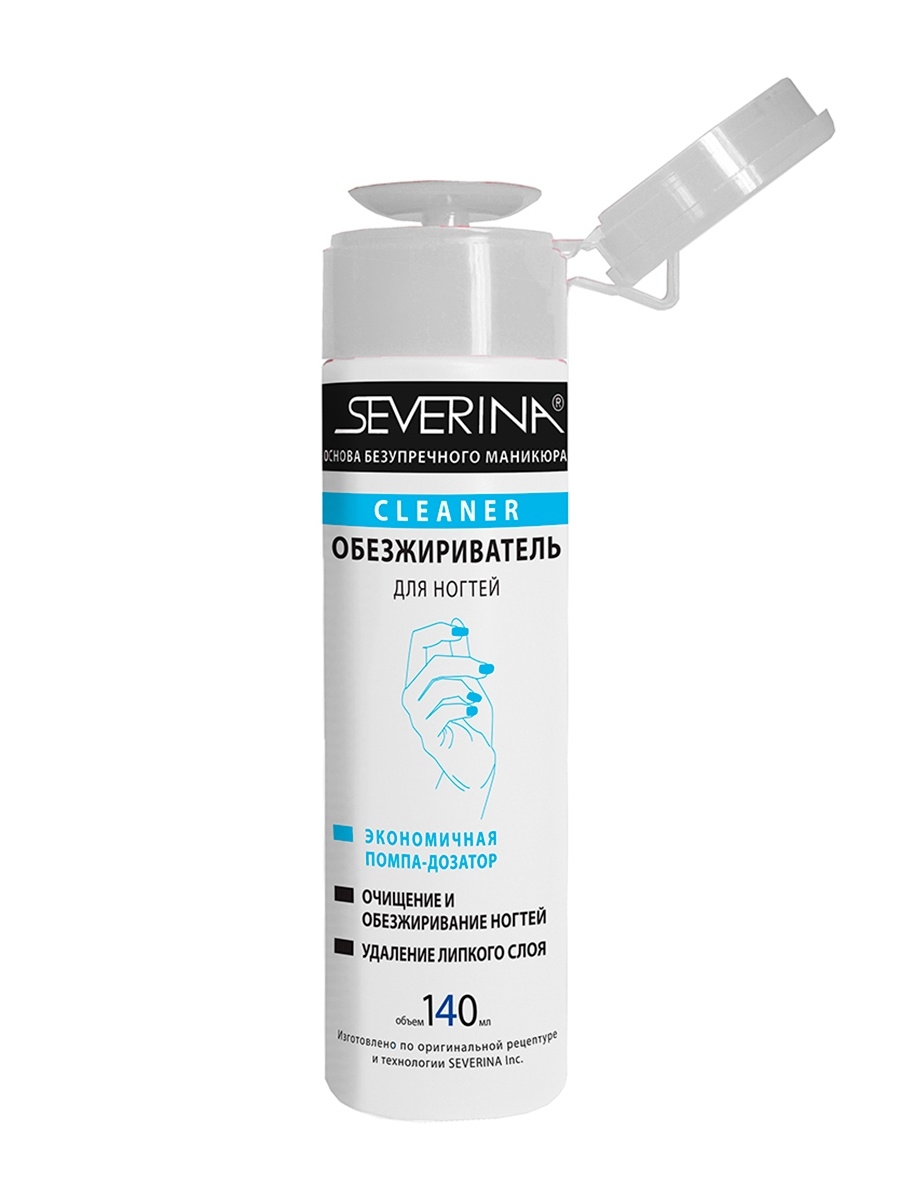 SEVERINA®
ОСНОВА БЕЗУПРЕЧНОГО МАНИКЮРА
CLEANER
ОБЕЗЖИРИВАТЕЛЬ
ДЛЯ НОГТЕЙ
ЭКОНОМИЧНАЯ
ПОМПА-ДОЗАТОР
ОЧИЩЕНИЕ И
ОБЕЗЖИРИВАНИЕ НОГТЕЙ
УДАЛЕНИЕ ЛИПКОГО СЛОЯ
объем 140 мл
Изготовлено по оригинальной рецептуре
и технологии SEVERINA Inc.